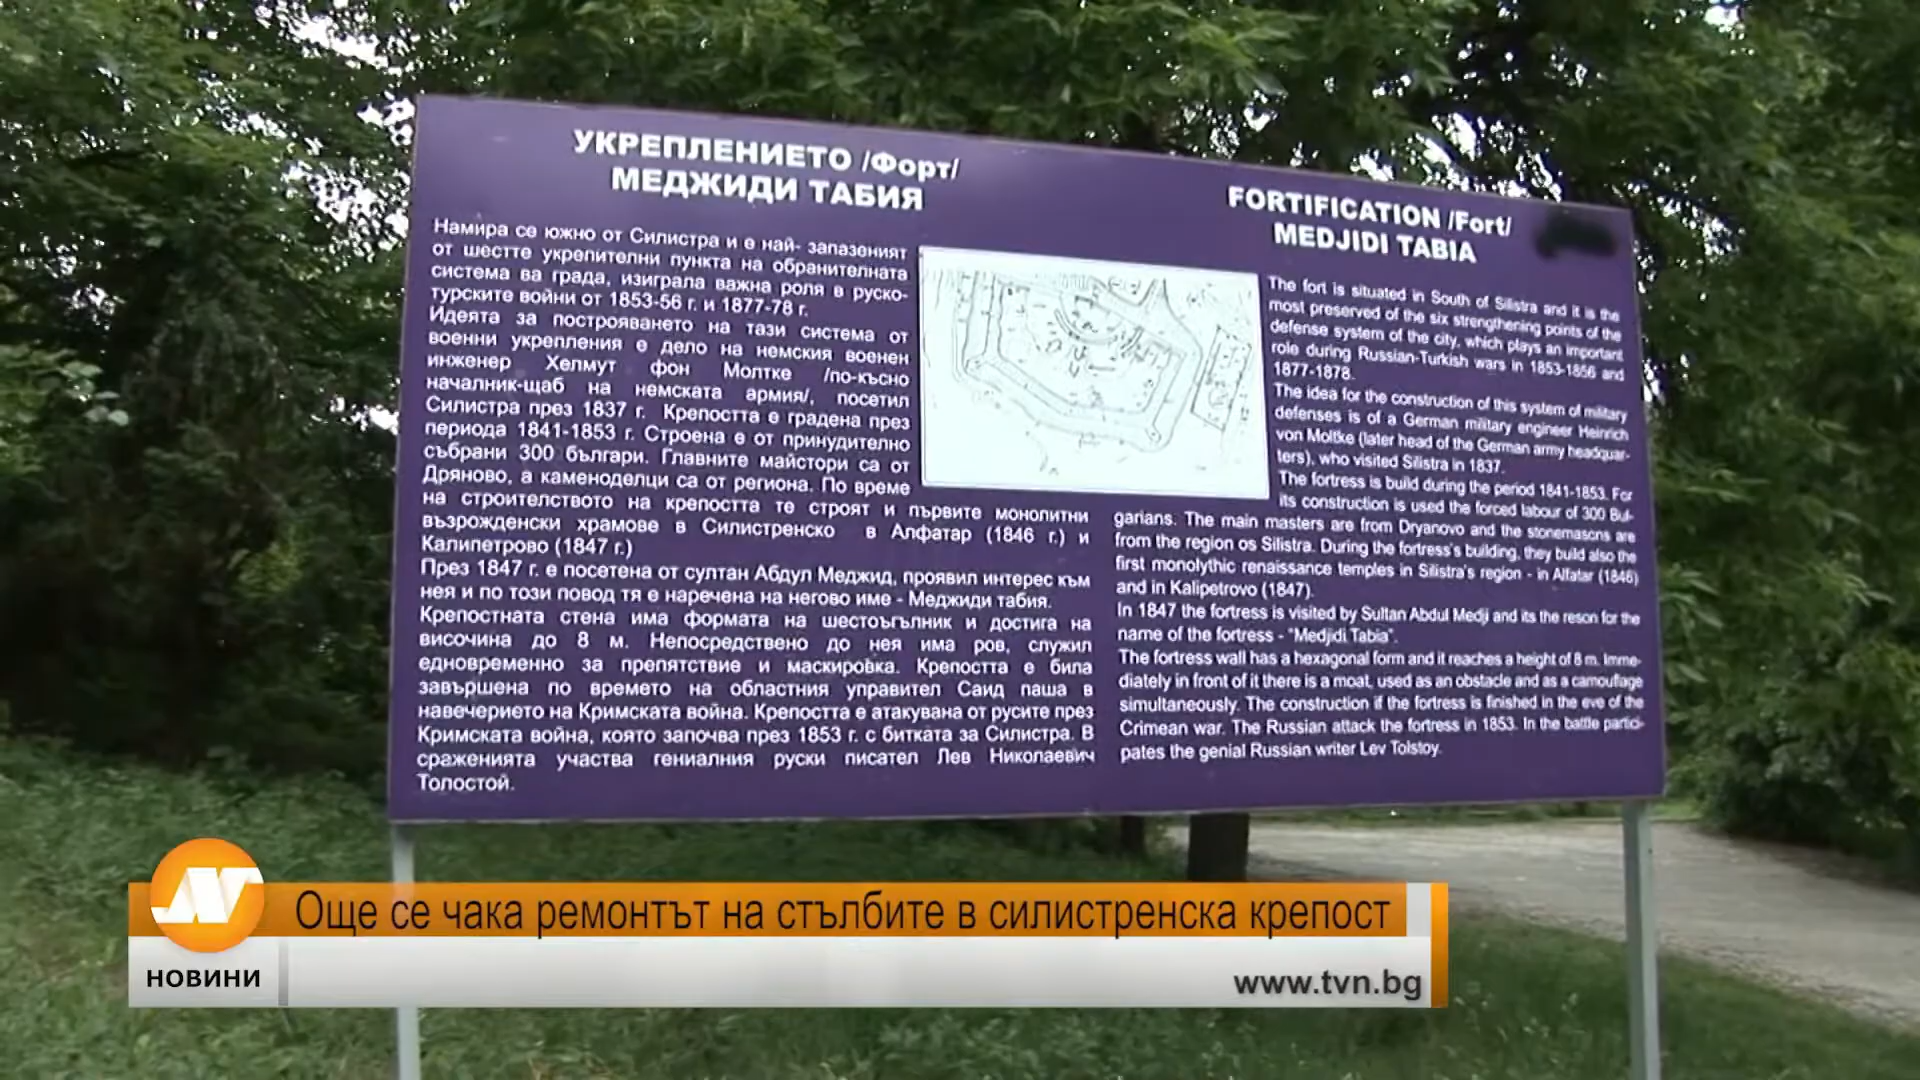 УКРЕПЛЕНИЕТО /Форт/
МЕДЖИДИ ТАБИЯ
Намира се южно от Силистра и е най- запазеният
от шестте укрепителни пункта на обранителната
система ва града, изиграла важна роля в руско-
турските войни от 1853-56 г. и 1877-78 г.
Идеята за построяването на тази система от
военни укрепления е дело на немския военен
инженер Хелмут фон Молтке /по-късно
началник-щаб на немската армия/, посетил
Силистра през 1837 г. Крепостта е градена през
периода 1841-1853 г. Строена е от принудително
събрани 300 българи. Главните майстори са от
Дряново, а каменоделци са от региона. По време
на строителството на крепостта те строят и първите монолитни
възрожденски храмове в Силистренско в Алфатар (1846 г.) и
Калипетрово (1847 г.)
През 1847 г. е посетена от султан Абдул Меджид, проявил интерес към
нея и по този повод тя е наречена на негово име - Меджиди табия.
Крепостната стена има формата на шестоъгълник и достига на
височина до 8 м. Непосредствено до нея има ров, служил
едновременно за препятствие и маскировка. Крепостта е била
завършена по времето на областния управител Саид паша в
навечерието на Кримската война. Крепостта е атакувана от русите през
Кримската война, която започва през 1853 г. с битката за Силистра. В
сраженията участва гениалния руски писател Лев Николаевич
Толостой.
FORTIFICATION /Fort/
MEDJIDI TABIA
The fort is situated in South of Silistra and it is the
most preserved of the six strengthening points of the
defense system of the city, which plays an important
role during Russian-Turkish wars in 1853-1856 and
1877-1878.
The idea for the construction of this system of military
defenses is of a German military engineer Heinrich
von Moltke (later head of the German army headquar-
ters), who visited Silistra in 1837.
The fortress is build during the period 1841-1853. For
its construction is used the forced labour of 300 Bul-
garians. The main masters are from Dryanovo and the stonemasons are
from the region os Silistra. During the fortress's building, they build also the
first monolythic renaissance temples in Silistra's region - in Alfatar (1846)
and in Kalipetrovo (1847).
In 1847 the fortress is visited by Sultan Abdul Medji and its the reson for the
name of the fortress - "Medjidi Tabia".
The fortress wall has a hexagonal form and it reaches a height of 8 m. Imme-
diately in front of it there is a moat, used as an obstacle and as a camouflage
simultaneously. The construction if the fortress is finished in the eve of the
Crimean war. The Russian attack the fortress in 1853. In the battle partici-
pates the genial Russian writer Lev Tolstoy.
Още се чака ремонтът на стълбите в силистренска крепост
НОВИНИ
www.tvn.bg